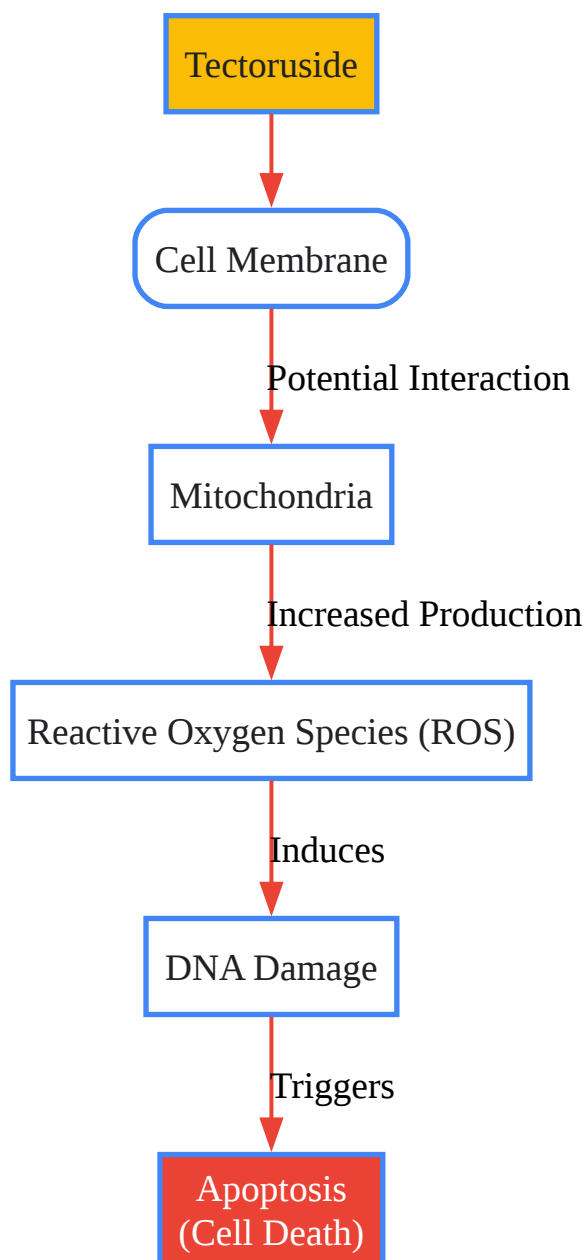 Tectoruside
Cell Membrane
Potential Interaction
Mitochondria
Increased Production
Reactive Oxygen Species (ROS)
Induces
DNA Damage
Triggers
Apoptosis
(Cell Death)